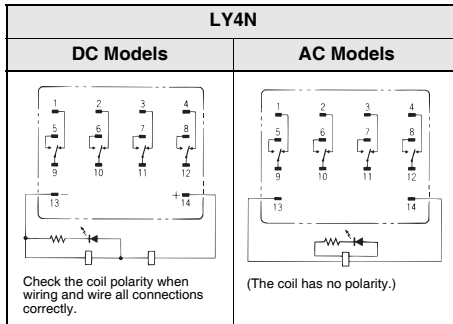 LY4N
DC Models
AC Models
1 2 3 4
5 6 7 8
9 10 11 12
13 − + 14
Check the coil polarity when
wiring and wire all connections
correctly.
1 2 3 4
5 6 7 8
9 10 11 12
13 14
(The coil has no polarity.)